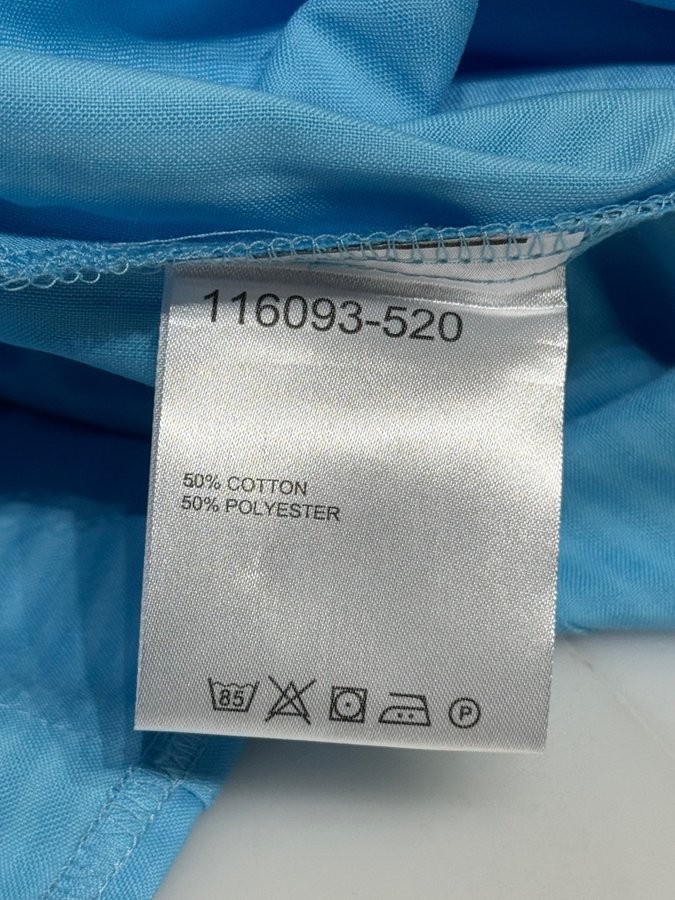 116093-520
50% COTTON
50% POLYESTER
85
P